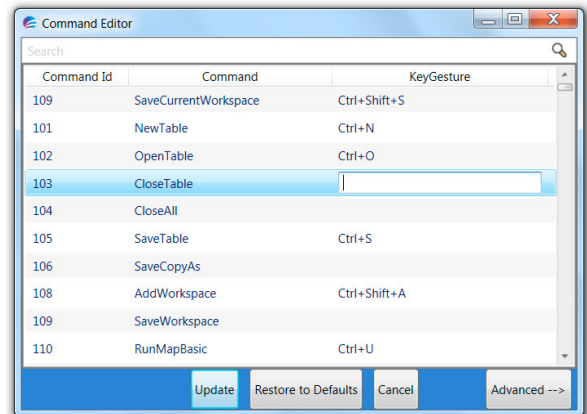 Command Editor
Search
Command Id Command KeyGesture
109 SaveCurrentWorkspace Ctrl+Shift+S
101 NewTable Ctrl+N
102 OpenTable Ctrl+O
103 CloseTable
104 CloseAll
105 SaveTable Ctrl+S
106 SaveCopyAs
108 AddWorkspace Ctrl+Shift+A
109 SaveWorkspace
110 RunMapBasic Ctrl+U
Update Restore to Defaults Cancel Advanced -->